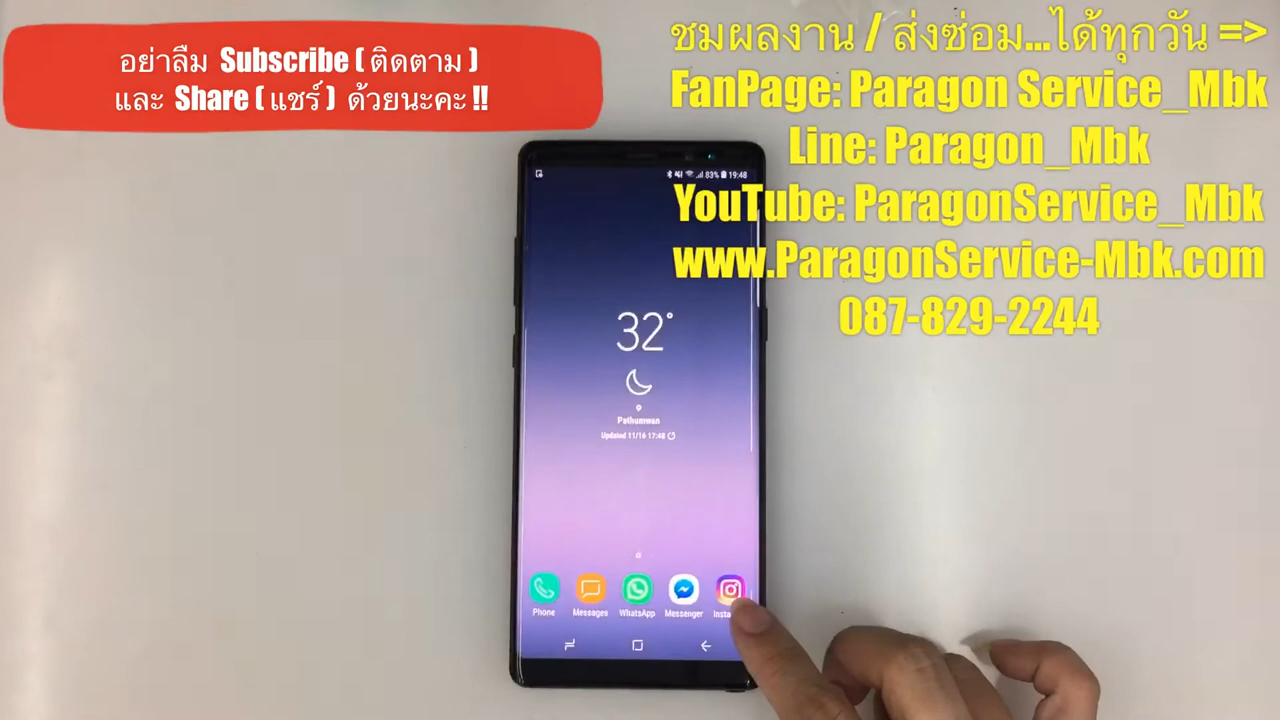 อย่าลืม Subscribe ( ติดตาม )
และ Share ( แชร์ ) ด้วยนะคะ !!
ชมผลงาน / ส่งซ่อม...ได้ทุกวัน =>
FanPage: Paragon Service_Mbk
Line: Paragon_Mbk
YouTube: ParagonService_Mbk
www.ParagonService-Mbk.com
087-829-2244
83% 19:48
32°
Pathumwan
Updated 11/16 17:48
Phone Messages WhatsApp Messenger Insta